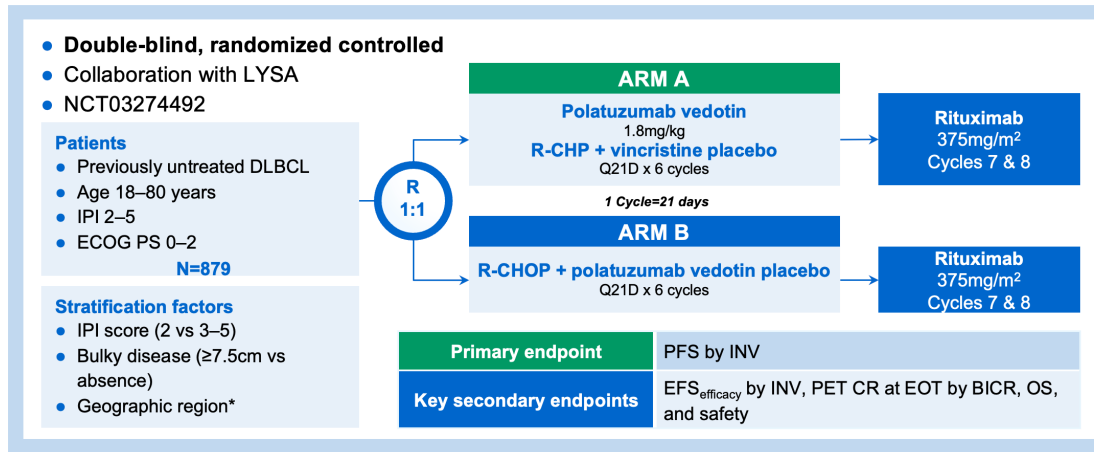 ● Double-blind, randomized controlled
● Collaboration with LYSA
● NCT03274492
Patients
● Previously untreated DLBCL
● Age 18–80 years
● IPI 2–5
● ECOG PS 0–2
N=879
Stratification factors
● IPI score (2 vs 3–5)
● Bulky disease (≥7.5cm vs
absence)
● Geographic region*
R
1:1
ARM A
Polatuzumab vedotin
1.8mg/kg
R-CHP + vincristine placebo
Q21D x 6 cycles
1 Cycle=21 days
ARM B
R-CHOP + polatuzumab vedotin placebo
Q21D x 6 cycles
Rituximab
375mg/m²
Cycles 7 & 8
Rituximab
375mg/m²
Cycles 7 & 8
Primary endpoint
PFS by INV
Key secondary endpoints
EFSefficacy by INV, PET CR at EOT by BICR, OS,
and safety